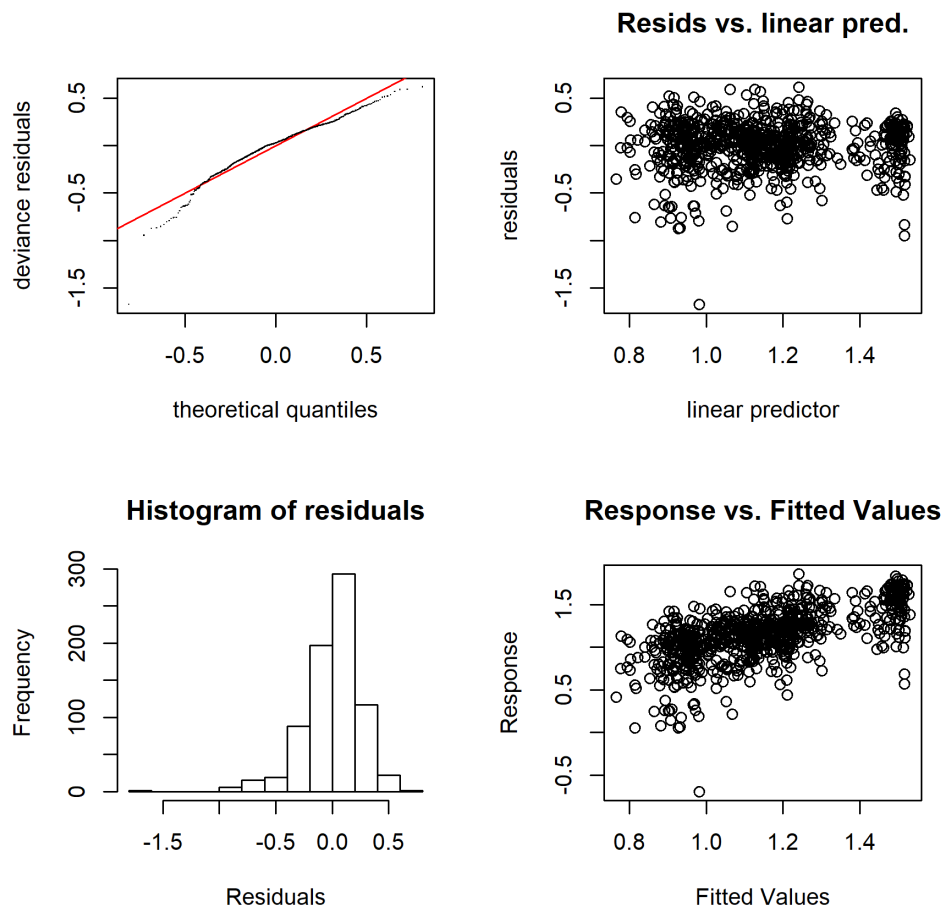 deviance residuals
-1.5
-0.5
0.5
-0.5
0.0
0.5
theoretical quantiles
Resids vs. linear pred.
residuals
-1.5
-0.5
0.5
0.8
1.0
1.2
1.4
linear predictor
Histogram of residuals
Frequency
0
100
200
300
-1.5
-0.5
0.0
0.5
Residuals
Response vs. Fitted Values
Response
-0.5
0.5
1.5
0.8
1.0
1.2
1.4
Fitted Values